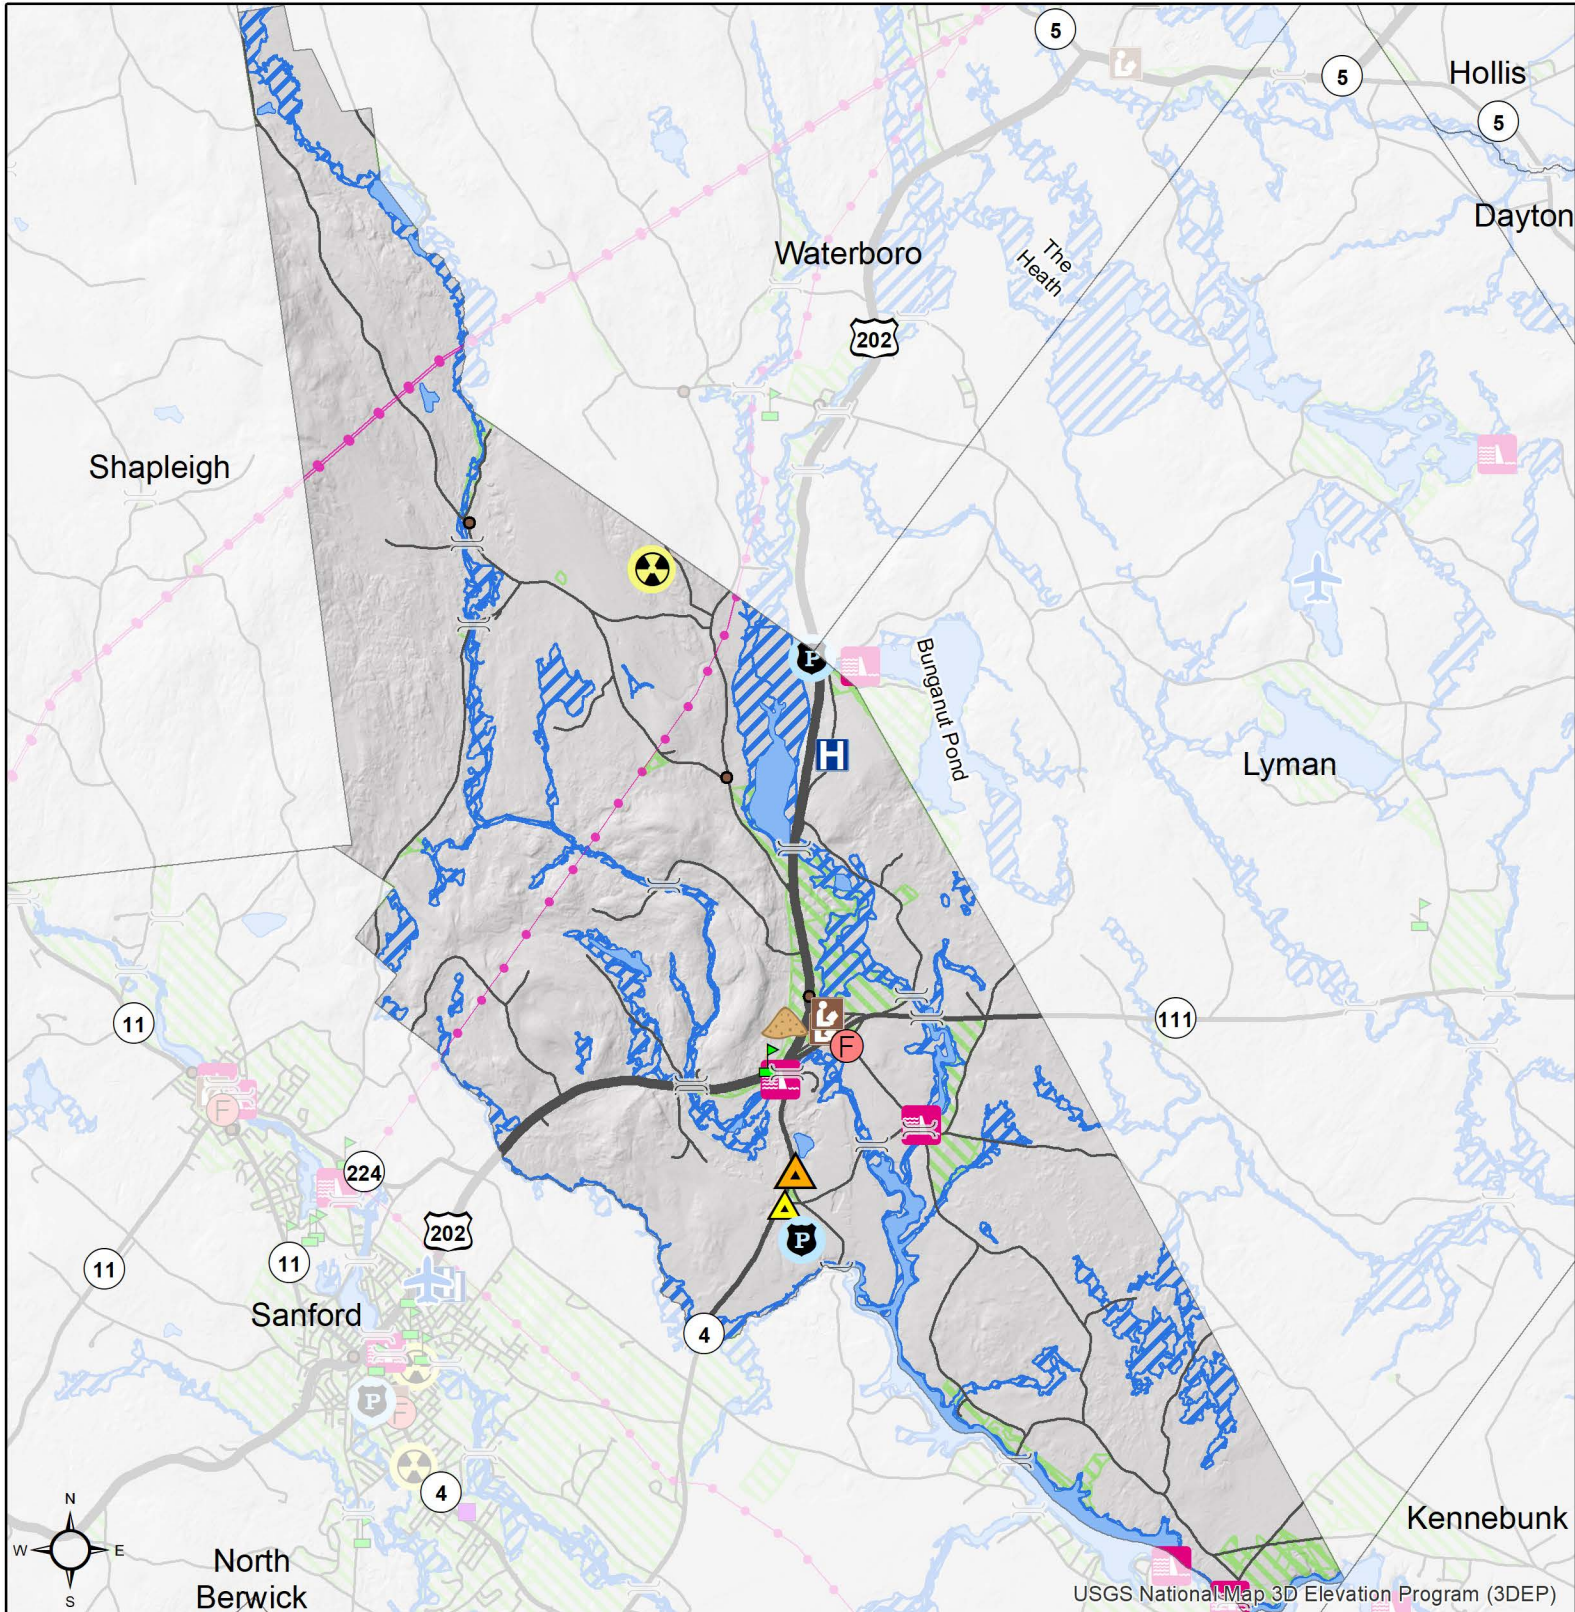 5
5
Hollis
5
Dayton
Waterboro
The
Heath
202
Shapleigh
P
Bunganut Pond
H
Lyman
11
111
F
F
224
202
P
11
11
Sanford
4
P
F
4
N
W E
S
North
Berwick
Kennebunk
USGS National Map 3D Elevation Program (3DEP)